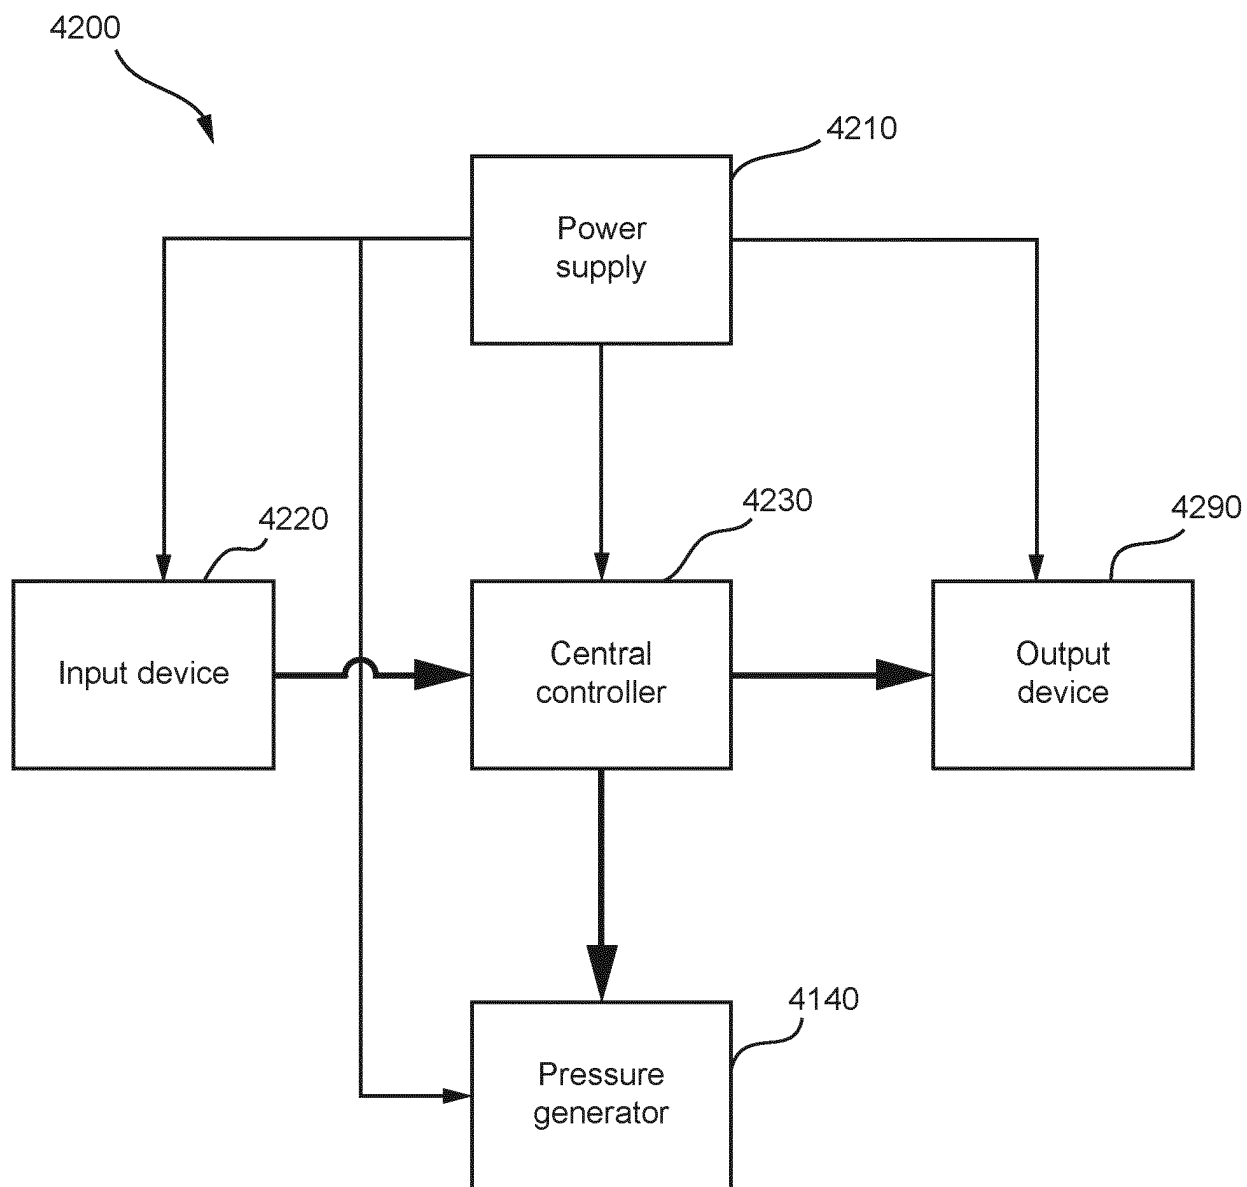 4200
4210
Power
supply
4220
4230
4290
Input device
Central
controller
Output
device
4140
Pressure
generator